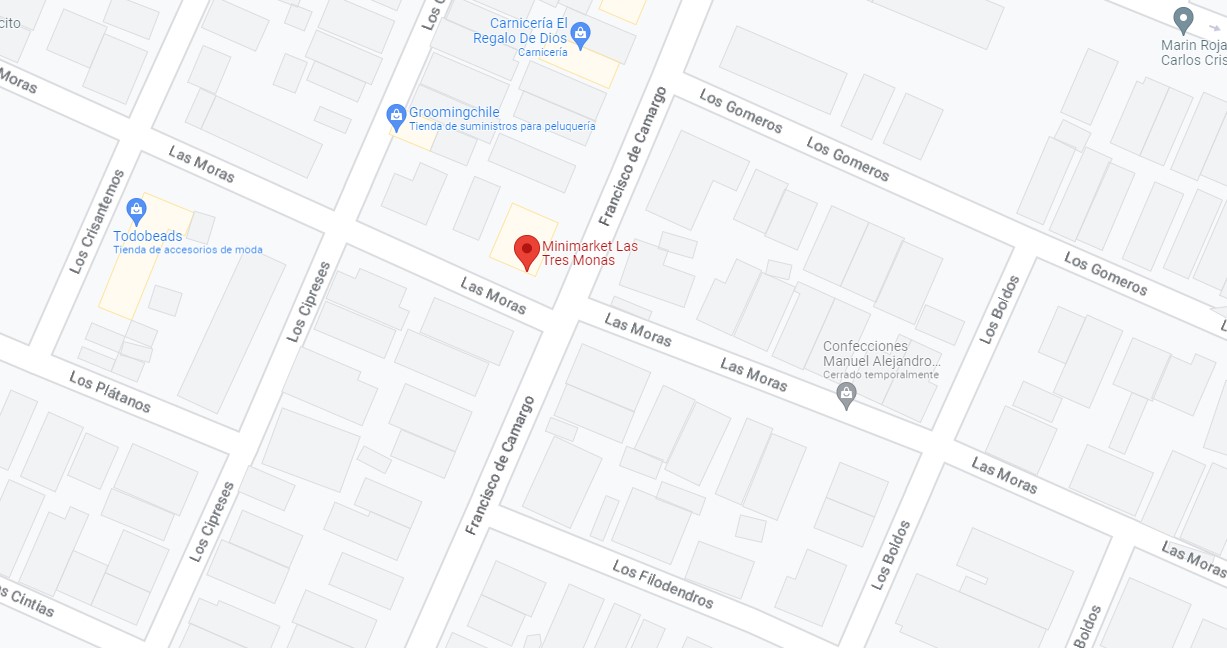 cito
Los C
Carnicería El
Regalo De Dios
Carnicería
Marin Roja
Carlos Cris
Moras
Groomingchile
Tienda de suministros para peluquería
Francisco de Camargo
Los Gomeros
Los Gomeros
Las Moras
Los Crisantemos
Todobeads
Tienda de accesorios de moda
Minimarket Las
Tres Monas
Los Gomeros
Los Cipreses
Las Moras
Las Moras
Los Boldos
L
Confecciones
Manuel Alejandro...
Cerrado temporalmente
Las Moras
Los Plátanos
Francisco de Camargo
Las Moras
Los Cipreses
Los Boldos
Las Moras
Los Filodendros
s Cintias
Boldos